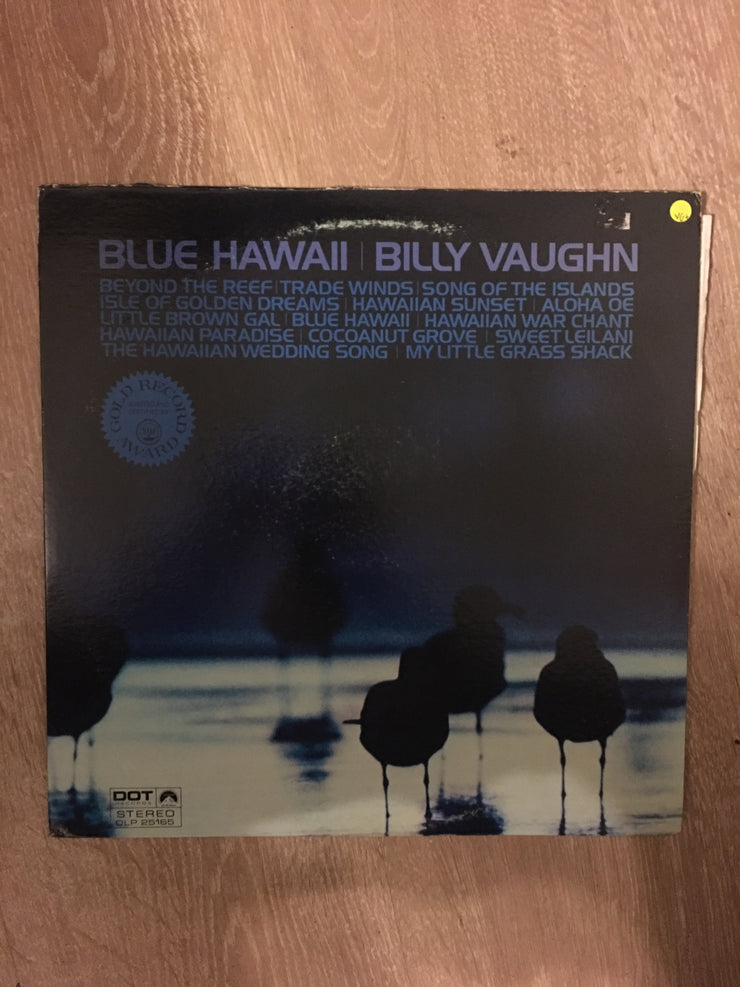 VG+
BLUE HAWAII | BILLY VAUGHN
BEYOND THE REEF | TRADE WINDS | SONG OF THE ISLANDS
ISLE OF GOLDEN DREAMS | HAWAIIAN SUNSET | ALOHA OE
LITTLE BROWN GAL | BLUE HAWAII | HAWAIIAN WAR CHANT
HAWAIIAN PARADISE | COCOANUT GROVE | SWEET LEILANI
THE HAWAIIAN WEDDING SONG | MY LITTLE GRASS SHACK
GOLD RECORD
AWARD
DOT
RECORDS
STEREO
DLP 25165